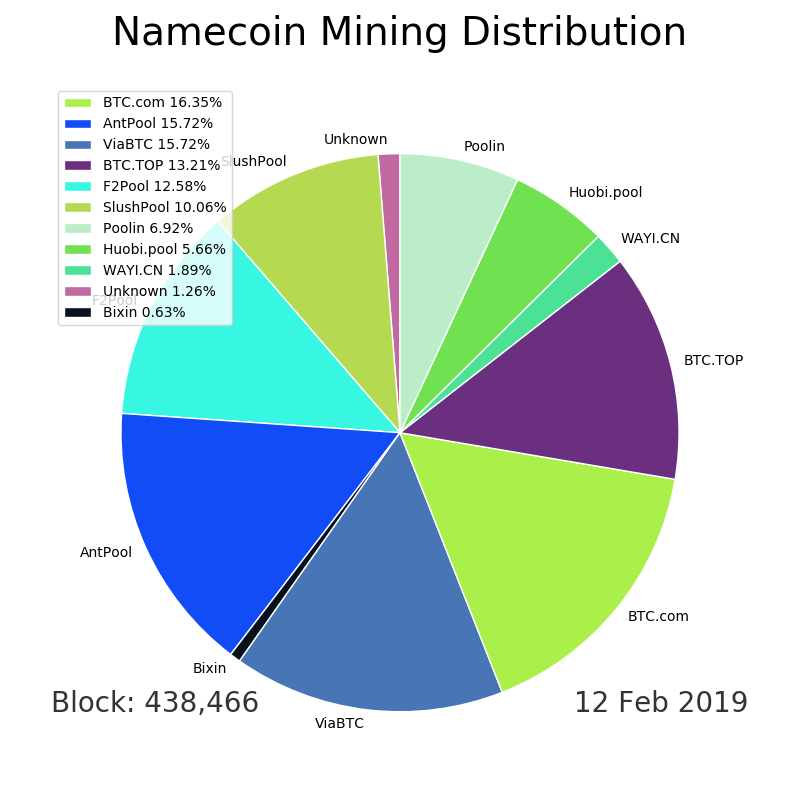 Namecoin Mining Distribution
BTC.com 16.35%
AntPool 15.72%
ViaBTC 15.72%
BTC.TOP 13.21%
F2Pool 12.58%
SlushPool 10.06%
Poolin 6.92%
Huobi.pool 5.66%
WAYI.CN 1.89%
Unknown 1.26%
Bixin 0.63%
Unknown
Poolin
SlushPool
Huobi.pool
WAYI.CN
F2Pool
BTC.TOP
AntPool
BTC.com
Bixin
ViaBTC
Block: 438,466
12 Feb 2019